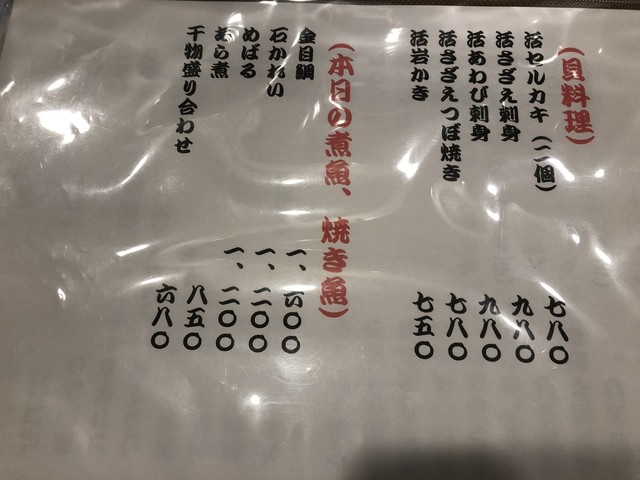 (貝料理)
活セルカキ(二個) 七八〇
活さざえ刺身 九八〇
活あわび刺身 九八〇
活さざえつぼ焼き 七八〇
活岩かき 七五〇
(本日の煮魚、焼き魚)
金目鯛 一、六〇〇
石かれい 一、二〇〇
めばる 一、二〇〇
あら煮 八五〇
干物盛り合わせ 六八〇